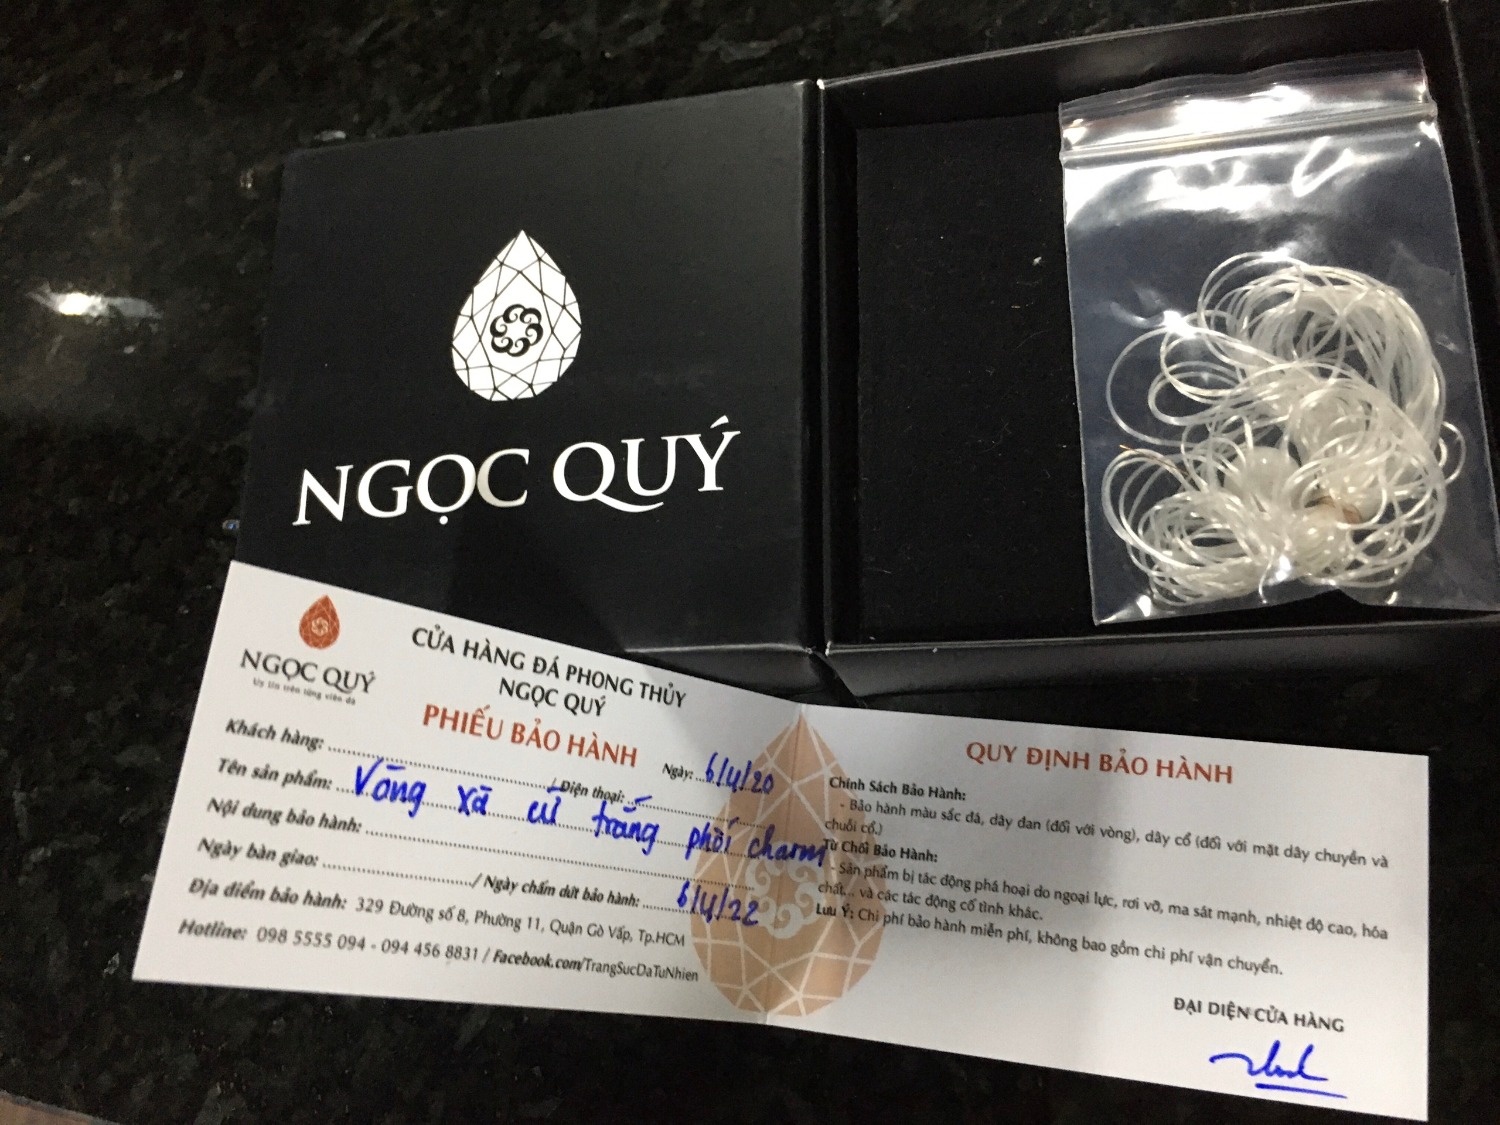 NGỌC QUÝ
NGỌC QUÝ
Uy tín trên từng viên đá
CỬA HÀNG ĐÁ PHONG THỦY
NGỌC QUÝ
PHIẾU BẢO HÀNH
Ngày: 6/4/20
Khách hàng: Điện thoại:
Tên sản phẩm: Vòng xà cừ trắng phối charm
Nội dung bảo hành:
Ngày bàn giao: / Ngày chấm dứt bảo hành: 6/4/22
Địa điểm bảo hành: 329 Đường số 8, Phường 11, Quận Gò Vấp, Tp.HCM
Hotline: 098 5555 094 - 094 456 8831 / Facebook.com/TrangSucDaTuNhien
QUY ĐỊNH BẢO HÀNH
Chính Sách Bảo Hành:
- Bảo hành màu sắc đá, dây đan (đối với vòng), dây cổ (đối với mặt dây chuyền và
chuỗi cổ.)
Từ Chối Bảo Hành:
- Sản phẩm bị tác động phá hoại do ngoại lực, rơi vỡ, ma sát mạnh, nhiệt độ cao, hóa
chất... và các tác động cố tình khác.
Lưu Ý: Chi phí bảo hành miễn phí, không bao gồm chi phí vận chuyển.
ĐẠI DIỆN CỬA HÀNG